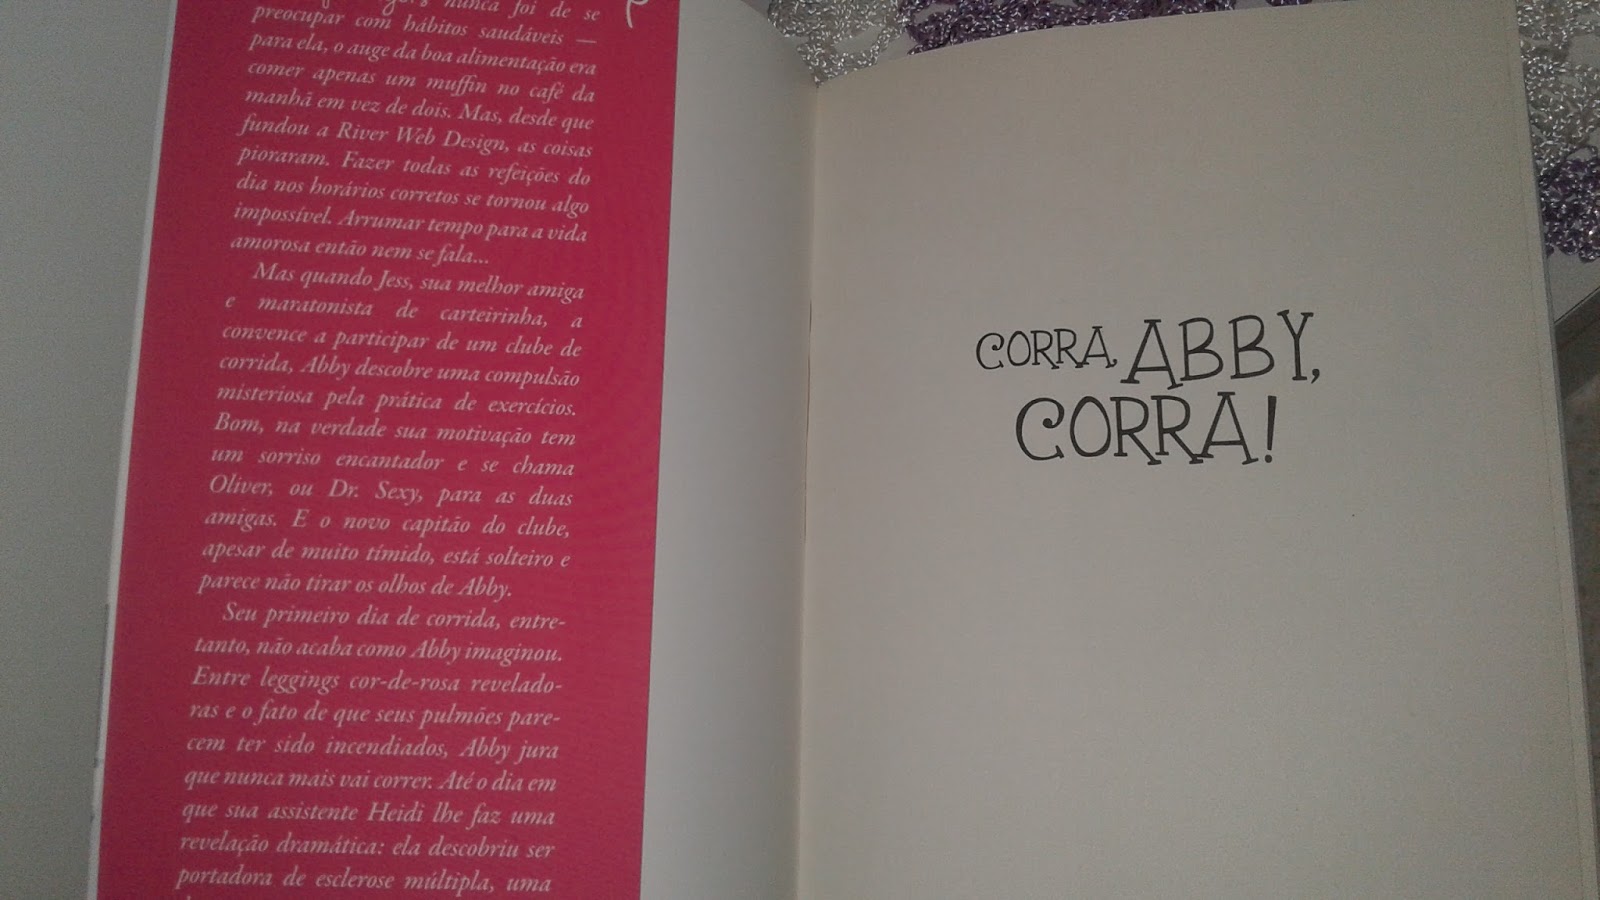 nunca foi de se
preocupar com hábitos saudáveis —
para ela, o auge da boa alimentação era
comer apenas um muffin no café da
manhã em vez de dois. Mas, desde que
fundou a River Web Design, as coisas
pioraram. Fazer todas as refeições do
dia nos horários corretos se tornou algo
impossível. Arrumar tempo para a vida
amorosa então nem se fala...
Mas quando Jess, sua melhor amiga
e maratonista de carteirinha, a
convence a participar de um clube de
corrida, Abby descobre uma compulsão
misteriosa pela prática de exercícios.
Bom, na verdade sua motivação tem
um sorriso encantador e se chama
Oliver, ou Dr. Sexy, para as duas
amigas. E o novo capitão do clube,
apesar de muito tímido, está solteiro e
parece não tirar os olhos de Abby.
Seu primeiro dia de corrida, entre-
tanto, não acaba como Abby imaginou.
Entre leggings cor-de-rosa revelado-
ras e o fato de que seus pulmões pare-
cem ter sido incendiados, Abby jura
que nunca mais vai correr. Até o dia em
que sua assistente Heidi lhe faz uma
revelação dramática: ela descobriu ser
portadora de esclerose múltipla, uma
CORRA, ABBY,
CORRA!